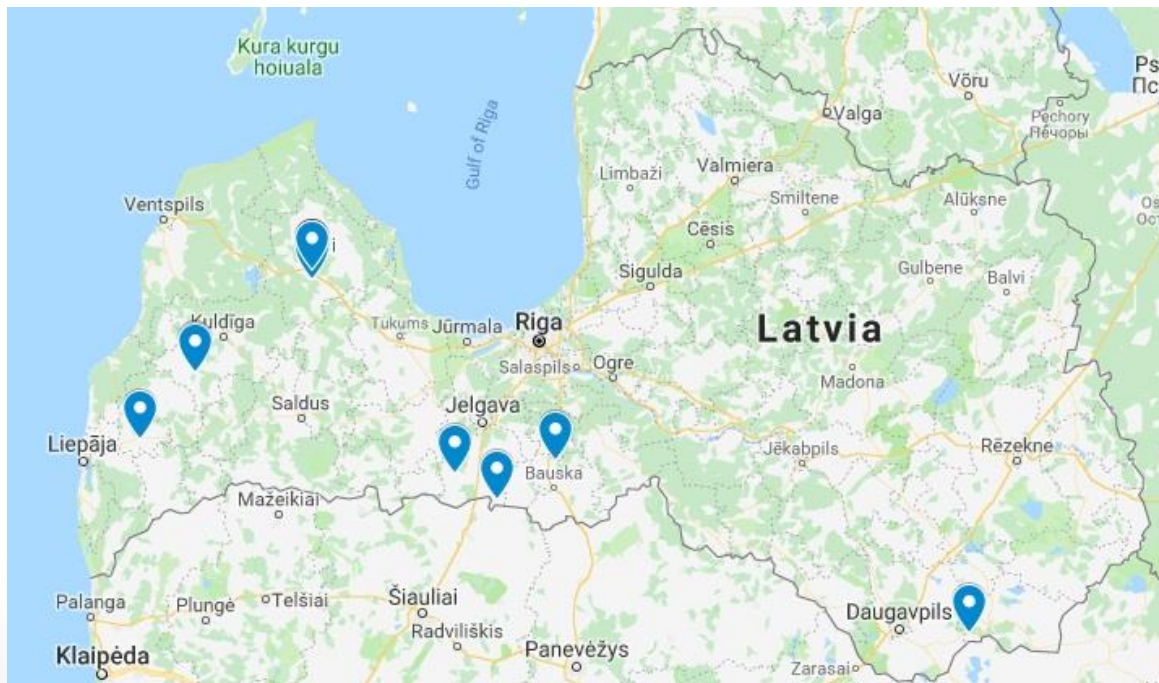 Kura kurgu
hoiuala
Gulf of Riga
Võru
Valga
Pechory
Печоры
Valmiera
Limbaži
Smiltene
Alūksne
Ventspils
Cēsis
Sigulda
Gulbene
Balvi
Kuldīga
Tukums
Jūrmala
Riga
Latvia
Salaspils
Ogre
Madona
Saldus
Jelgava
Liepāja
Jēkabpils
Rēzekne
Bauska
Mažeikiai
Palanga
Plungė
Telšiai
Šiauliai
Daugavpils
Radviliškis
Panevėžys
Klaipėda
Zarasai